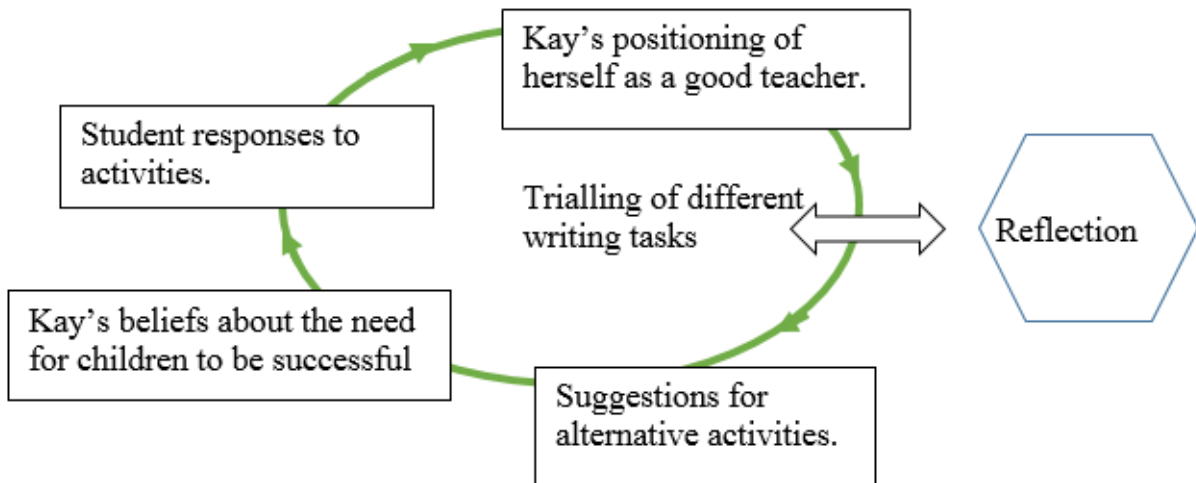 Kay’s positioning of
herself as a good teacher.
Student responses to
activities.
Trialling of different
writing tasks
Reflection
Kay’s beliefs about the need
for children to be successful
Suggestions for
alternative activities.